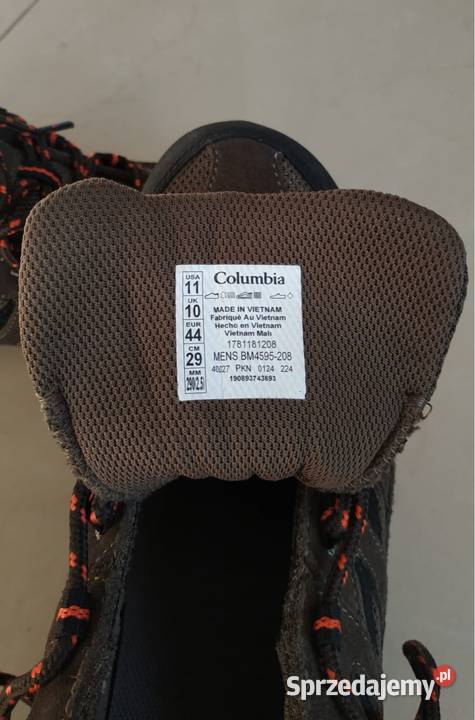 USA
11
UK
10
EUR
44
CM
29
MM
290/2.5
Columbia
MADE IN VIETNAM
Fabriqué Au Vietnam
Hecho en Vietnam
Vietnam Malı
1781181208
MENS BM4595-208
40027 PKN 0124 224
190893743693
Sprzedajemy.pl